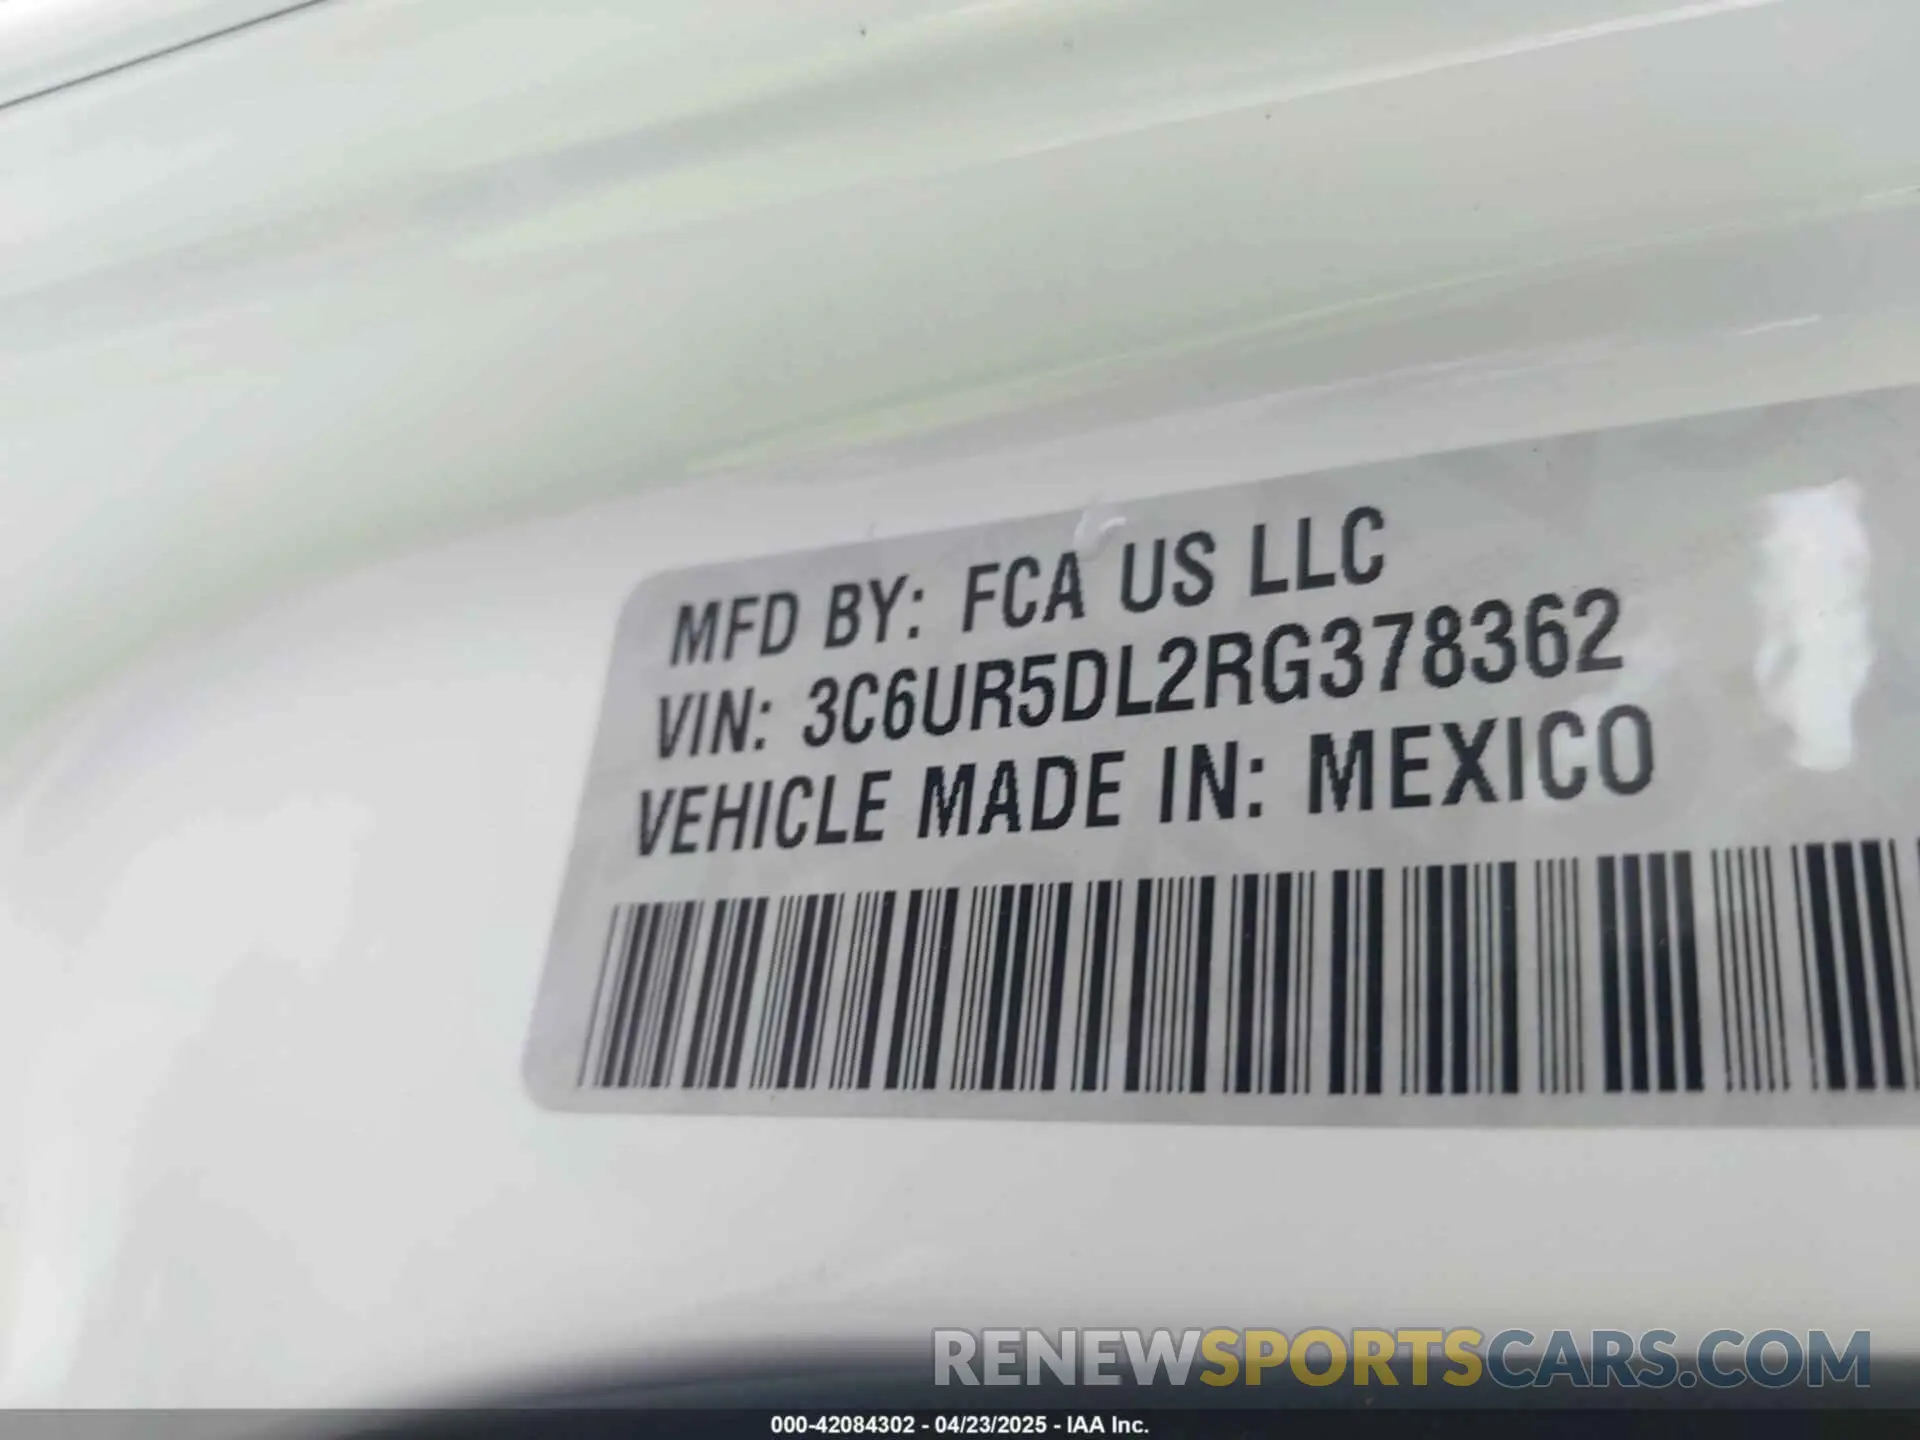 MFD BY: FCA US LLC
VIN: 3C6UR5DL2RG378362
VEHICLE MADE IN: MEXICO
RENEWSPORTSCARS.COM
000-42084302 - 04/23/2025 - IAA Inc.